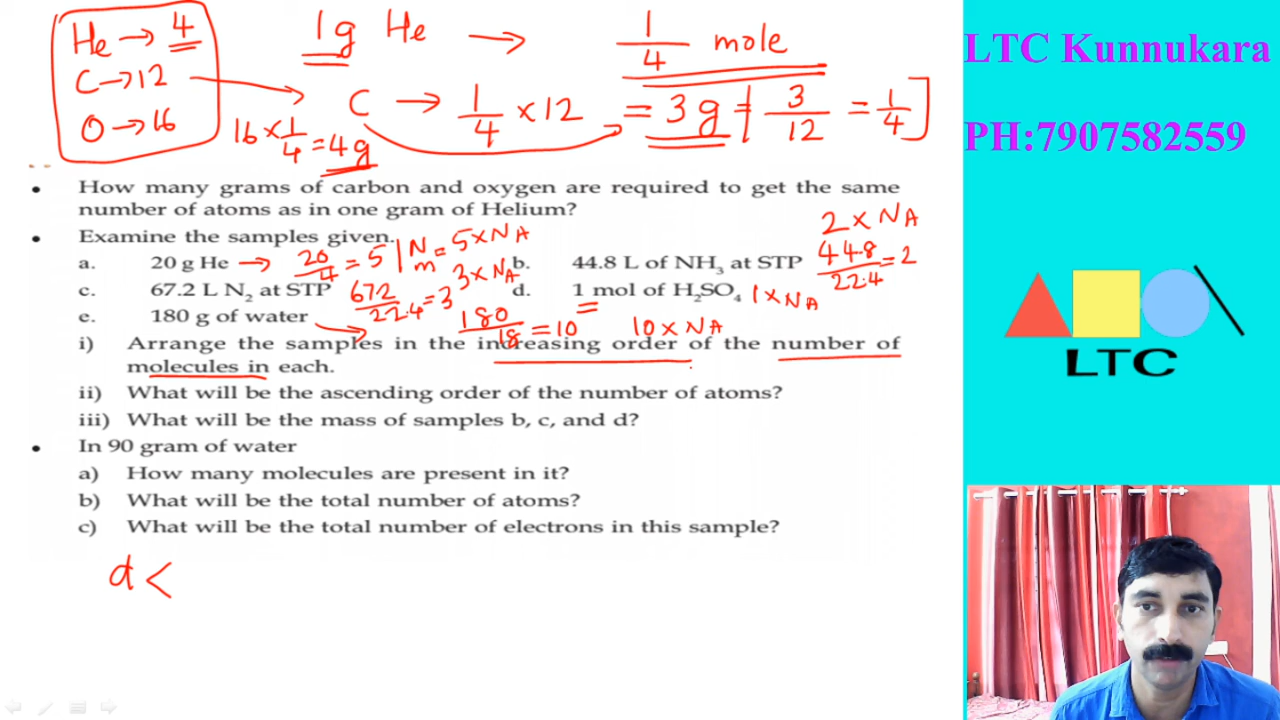 He → 4
C → 12
O → 16
1g He → 1/4 mole
C → 1/4 × 12 = 3g = 3/12 = 1/4]
16 × 1/4 = 4g
• How many grams of carbon and oxygen are required to get the same
number of atoms as in one gram of Helium?
• Examine the samples given.
a. 20 g He → 20/4 = 5 | Nm = 5 × NA
b. 44.8 L of NH₃ at STP 44.8/22.4 = 2
2 × NA
c. 67.2 L N₂ at STP 672/22.4 = 3
3 × NA
d. 1 mol of H₂SO₄ 1 × NA
e. 180 g of water → 180/18 = 10 10 × NA
i) Arrange the samples in the increasing order of the number of
molecules in each.
ii) What will be the ascending order of the number of atoms?
iii) What will be the mass of samples b, c, and d?
• In 90 gram of water
a) How many molecules are present in it?
b) What will be the total number of atoms?
c) What will be the total number of electrons in this sample?
d <
LTC Kunnukara
PH:7907582559
LTC